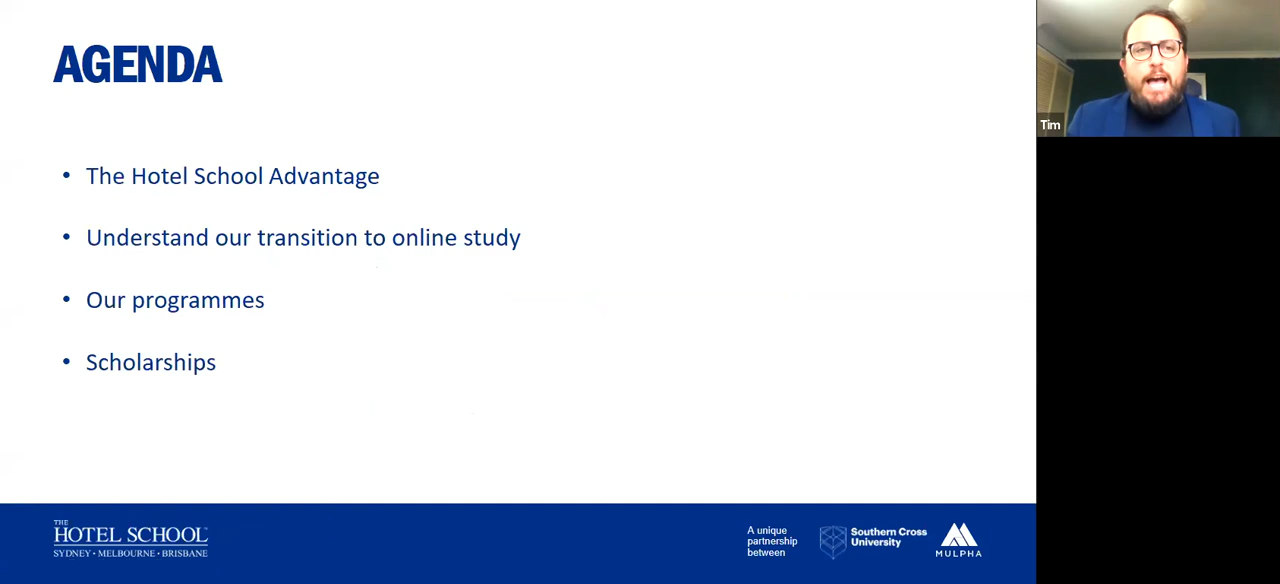 AGENDA
• The Hotel School Advantage
• Understand our transition to online study
• Our programmes
• Scholarships
Tim
THE
HOTEL SCHOOL
SYDNEY • MELBOURNE • BRISBANE
A unique
partnership
between
Southern Cross
University
MULPHA